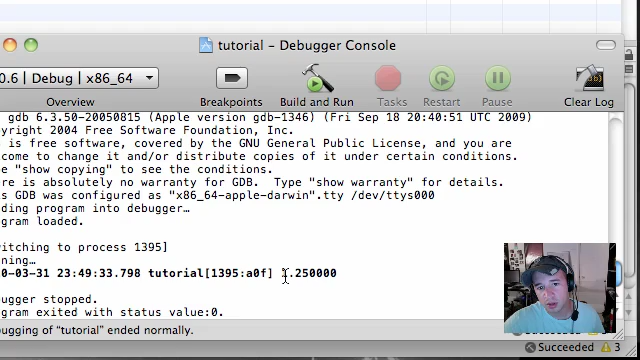 tutorial – Debugger Console
0.6 | Debug | x86_64
Overview
Breakpoints
Build and Run
Tasks
Restart
Pause
Clear Log
gdb 6.3.50-20050815 (Apple version gdb-1346) (Fri Sep 18 20:40:51 UTC 2009)
pyright 2004 Free Software Foundation, Inc.
is free software, covered by the GNU General Public License, and you are
come to change it and/or distribute copies of it under certain conditions.
pe "show copying" to see the conditions.
re is absolutely no warranty for GDB.  Type "show warranty" for details.
s GDB was configured as "x86_64-apple-darwin".tty /dev/ttys000
ding program into debugger…
gram loaded.
itching to process 1395]
ning…
0-03-31 23:49:33.798 tutorial[1395:a0f] .250000
ugger stopped.
gram exited with status value:0.
ugging of "tutorial" ended normally.
Succeeded 3
Succeeded 3